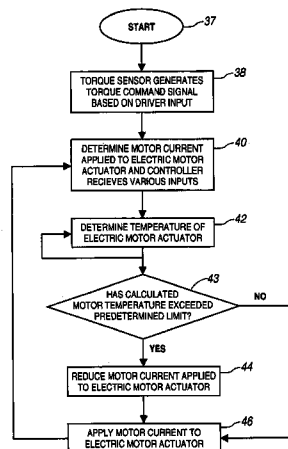 START
37
TORQUE SENSOR GENERATES
TORQUE COMMAND SIGNAL
BASED ON DRIVER INPUT
38
DETERMINE MOTOR CURRENT
APPLIED TO ELECTRIC MOTOR
ACTUATOR AND CONTROLLER
RECIEVES VARIOUS INPUTS
40
DETERMINE TEMPERATURE OF
ELECTRIC MOTOR ACTUATOR
42
HAS CALCULATED
MOTOR TEMPERATURE EXCEEDED
PREDETERMINED LIMIT?
43
NO
YES
REDUCE MOTOR CURRENT APPLIED
TO ELECTRIC MOTOR ACTUATOR
44
APPLY MOTOR CURRENT TO
ELECTRIC MOTOR ACTUATOR
46